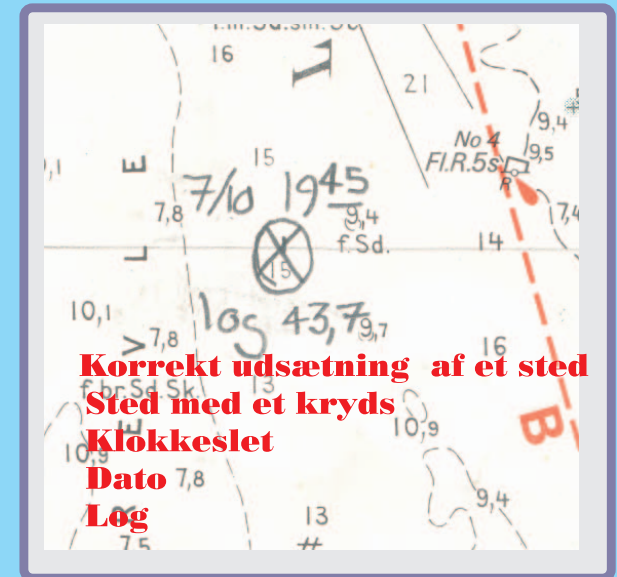 16
L
21
9,4
No 4
9,5
Fl.R.5s
R
15
E
7/10 1945
7,8
9,4
17,4
f.Sd.
14
L
15
10,1
log 43,7
9,7
V
7,8
16
Korrekt udsætning af et sted
f.br.Sd.Sk.
13
Sted med et kryds
E
10,9
B
Klokkeslet
10,9
Dato
7,8
9,4
R
Løg
13
7,5